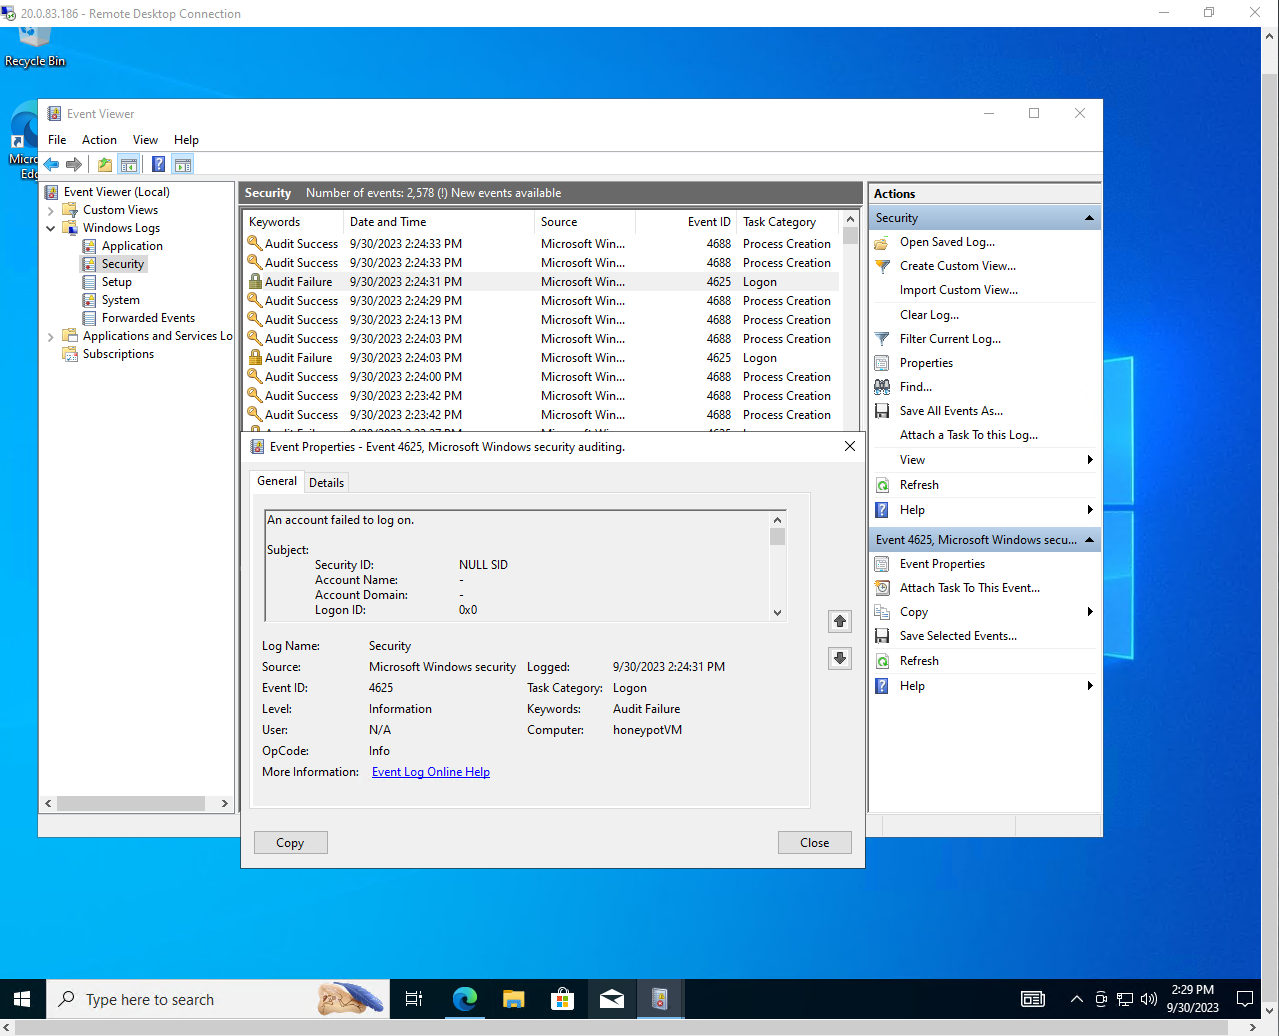 20.0.83.186 - Remote Desktop Connection
Recycle Bin
Event Viewer
File Action View Help
Event Viewer (Local)
Custom Views
Windows Logs
Application
Security
Setup
System
Forwarded Events
Applications and Services Lo
Subscriptions
Security Number of events: 2,578 (!) New events available
Keywords Date and Time Source Event ID Task Category
Audit Success 9/30/2023 2:24:33 PM Microsoft Win... 4688 Process Creation
Audit Success 9/30/2023 2:24:33 PM Microsoft Win... 4688 Process Creation
Audit Failure 9/30/2023 2:24:31 PM Microsoft Win... 4625 Logon
Audit Success 9/30/2023 2:24:29 PM Microsoft Win... 4688 Process Creation
Audit Success 9/30/2023 2:24:13 PM Microsoft Win... 4688 Process Creation
Audit Success 9/30/2023 2:24:03 PM Microsoft Win... 4688 Process Creation
Audit Failure 9/30/2023 2:24:03 PM Microsoft Win... 4625 Logon
Audit Success 9/30/2023 2:24:00 PM Microsoft Win... 4688 Process Creation
Audit Success 9/30/2023 2:23:42 PM Microsoft Win... 4688 Process Creation
Audit Success 9/30/2023 2:23:42 PM Microsoft Win... 4688 Process Creation
Actions
Security
Open Saved Log...
Create Custom View...
Import Custom View...
Clear Log...
Filter Current Log...
Properties
Find...
Save All Events As...
Attach a Task To this Log...
View
Refresh
Help
Event 4625, Microsoft Windows secu...
Event Properties
Attach Task To This Event...
Copy
Save Selected Events...
Refresh
Help
Event Properties - Event 4625, Microsoft Windows security auditing.
General Details
An account failed to log on.
Subject:
Security ID: NULL SID
Account Name: -
Account Domain: -
Logon ID: 0x0
Log Name: Security
Source: Microsoft Windows security Logged: 9/30/2023 2:24:31 PM
Event ID: 4625 Task Category: Logon
Level: Information Keywords: Audit Failure
User: N/A Computer: honeypotVM
OpCode: Info
More Information: Event Log Online Help
Copy Close
Type here to search
2:29 PM
9/30/2023